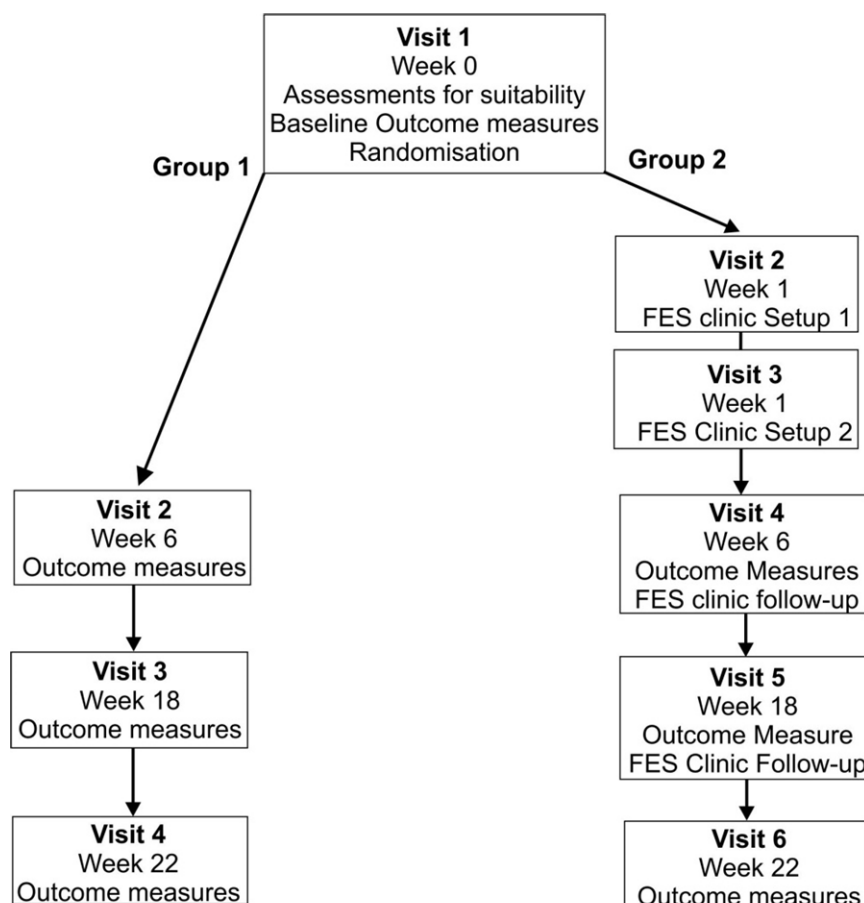 Visit 1
Week 0
Assessments for suitability
Baseline Outcome measures
Randomisation
Group 1
Group 2
Visit 2
Week 1
FES clinic Setup 1
Visit 3
Week 1
FES Clinic Setup 2
Visit 2
Week 6
Outcome measures
Visit 4
Week 6
Outcome Measures
FES clinic follow-up
Visit 3
Week 18
Outcome measures
Visit 5
Week 18
Outcome Measure
FES Clinic Follow-up
Visit 4
Week 22
Outcome measures
Visit 6
Week 22
Outcome measures